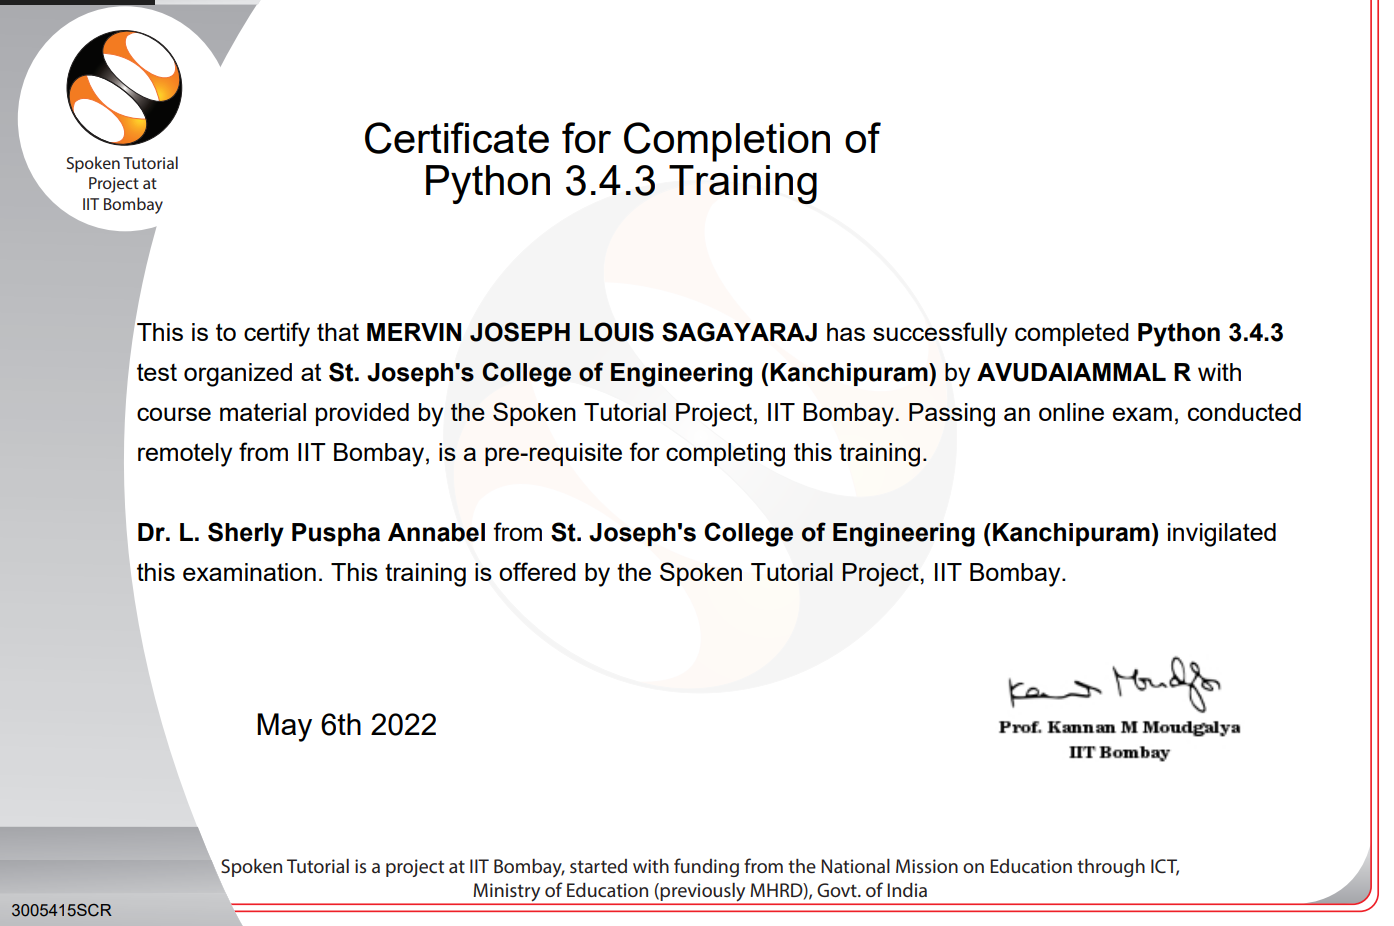 Spoken Tutorial
Project at
IIT Bombay
Certificate for Completion of
Python 3.4.3 Training
This is to certify that MERVIN JOSEPH LOUIS SAGAYARAJ has successfully completed Python 3.4.3
test organized at St. Joseph's College of Engineering (Kanchipuram) by AVUDAIAMMAL R with
course material provided by the Spoken Tutorial Project, IIT Bombay. Passing an online exam, conducted
remotely from IIT Bombay, is a pre-requisite for completing this training.
Dr. L. Sherly Puspha Annabel from St. Joseph's College of Engineering (Kanchipuram) invigilated
this examination. This training is offered by the Spoken Tutorial Project, IIT Bombay.
May 6th 2022
Kannan Moudgalya
Prof. Kannan M Moudgalya
IIT Bombay
Spoken Tutorial is a project at IIT Bombay, started with funding from the National Mission on Education through ICT,
Ministry of Education (previously MHRD), Govt. of India
3005415SCR